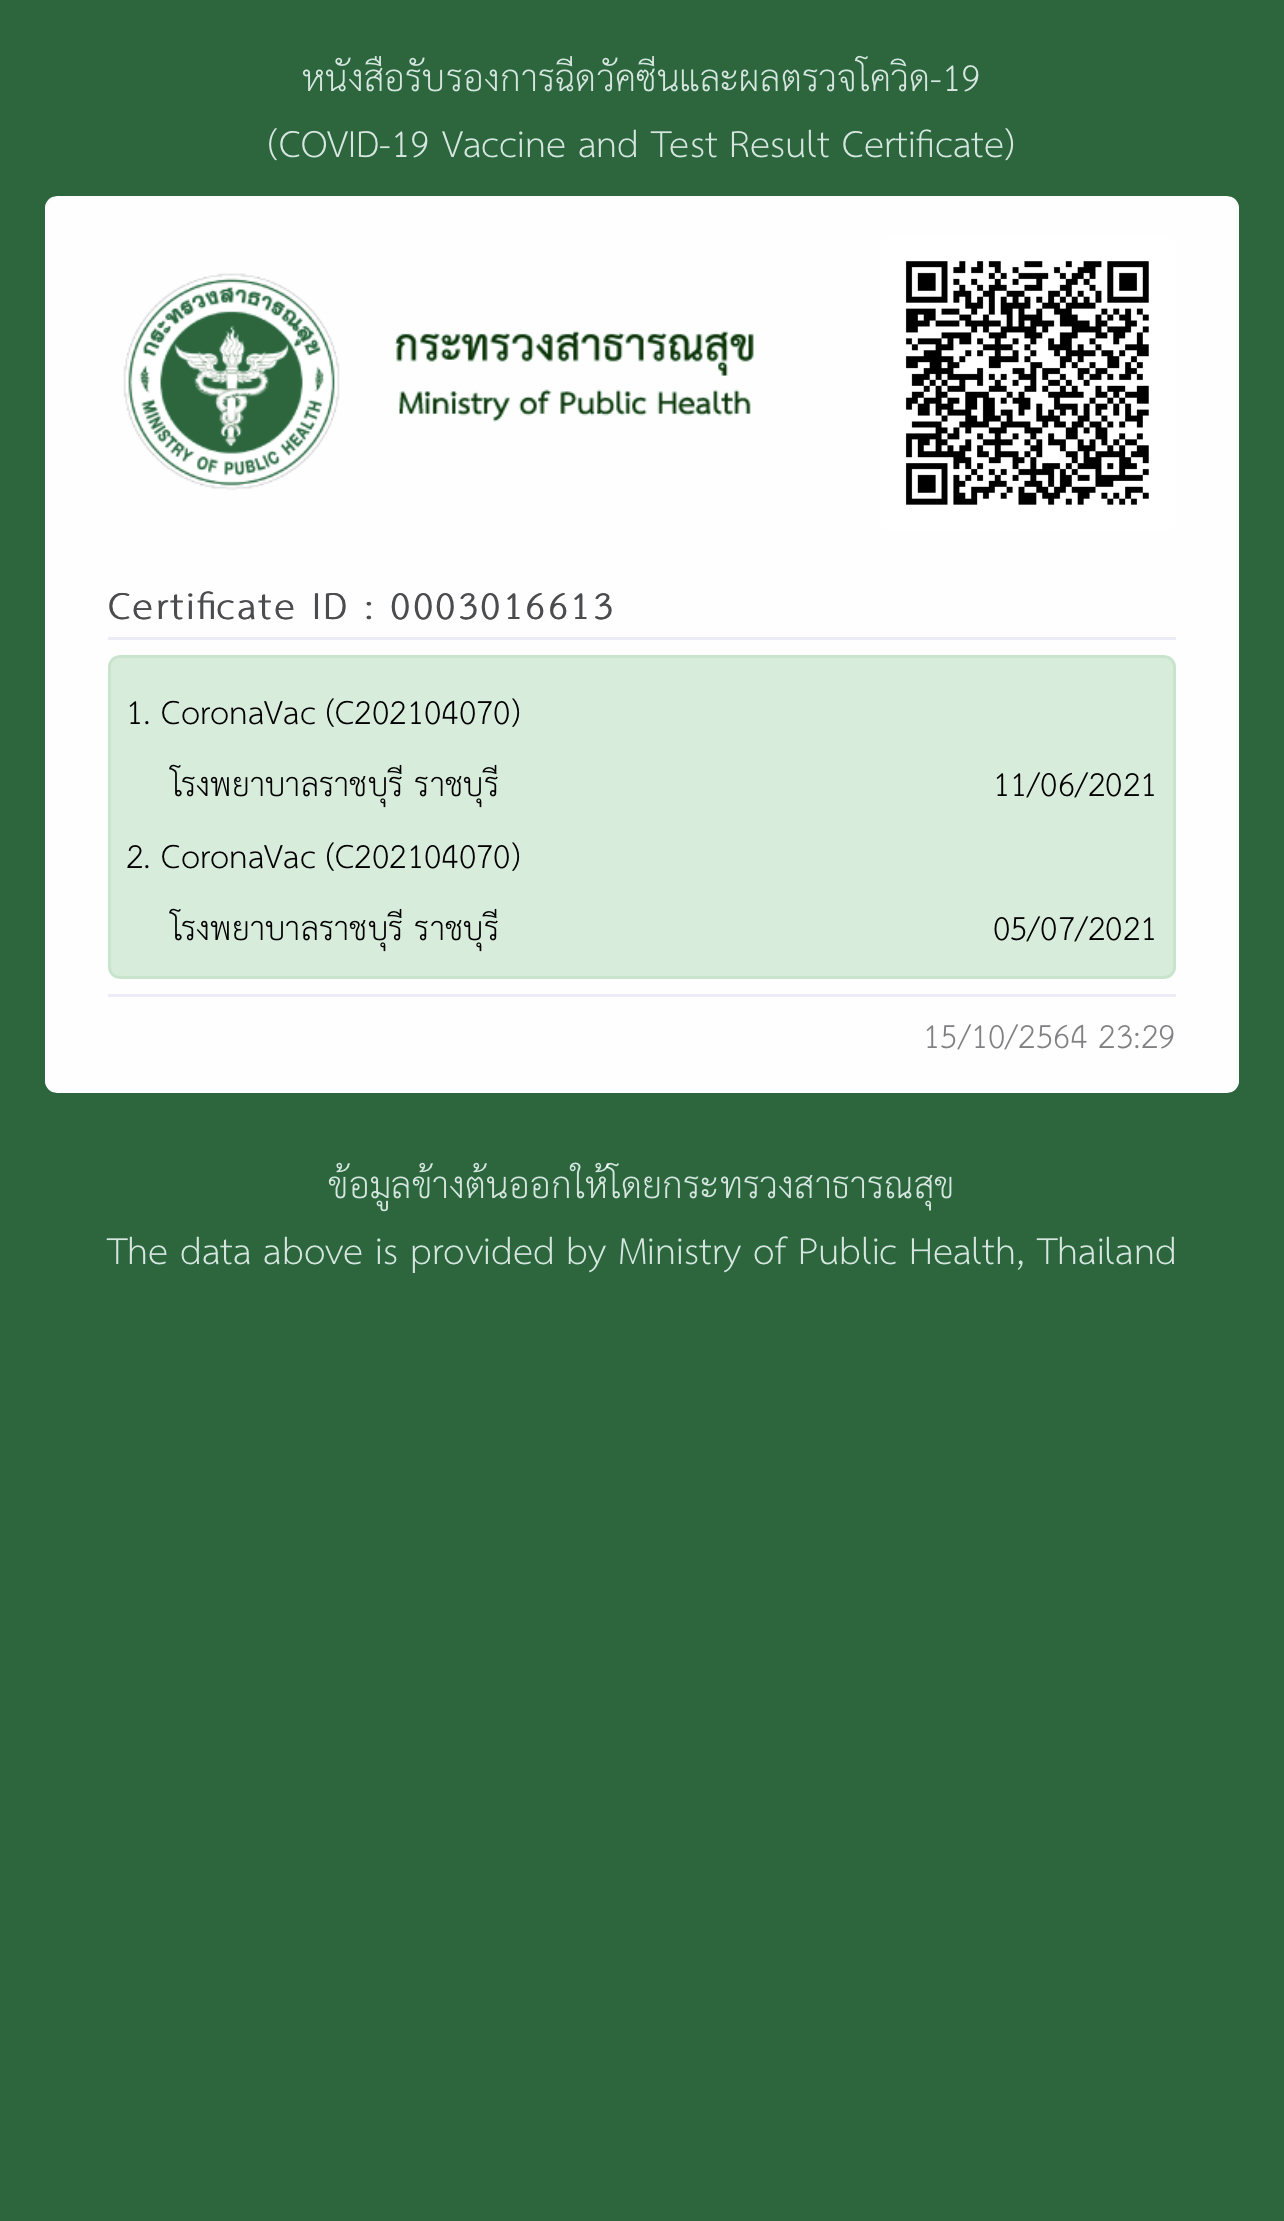 หนังสือรับรองการฉีดวัคซีนและผลตรวจโควิด-19
(COVID-19 Vaccine and Test Result Certificate)
กระทรวงสาธารณสุข
MINISTRY OF PUBLIC HEALTH
กระทรวงสาธารณสุข
Ministry of Public Health
Certificate ID : 0003016613
1. CoronaVac (C202104070)
โรงพยาบาลราชบุรี ราชบุรี 11/06/2021
2. CoronaVac (C202104070)
โรงพยาบาลราชบุรี ราชบุรี 05/07/2021
15/10/2564 23:29
ข้อมูลข้างต้นออกให้โดยกระทรวงสาธารณสุข
The data above is provided by Ministry of Public Health, Thailand